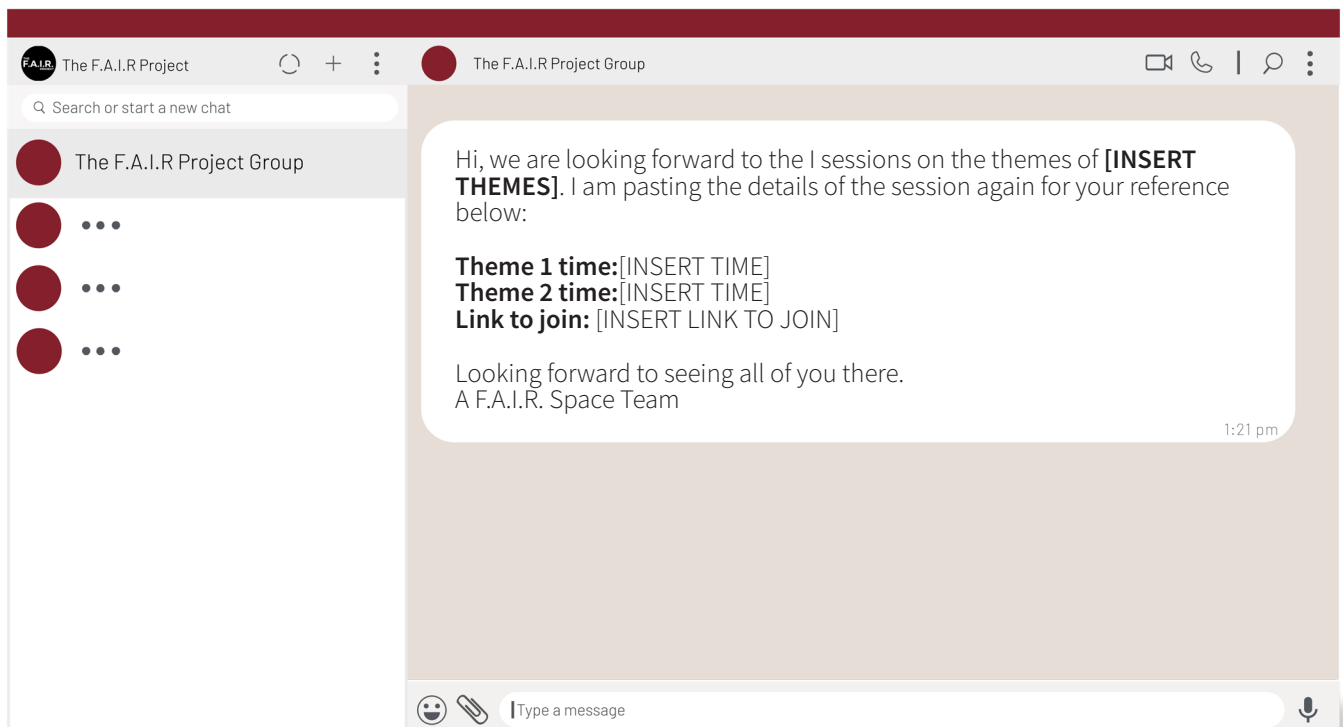 F.A.I.R.
The F.A.I.R Project
Search or start a new chat
The F.A.I.R Project Group
The F.A.I.R Project Group
Hi, we are looking forward to the I sessions on the themes of [INSERT
THEMES]. I am pasting the details of the session again for your reference
below:
Theme 1 time:[INSERT TIME]
Theme 2 time:[INSERT TIME]
Link to join: [INSERT LINK TO JOIN]
Looking forward to seeing all of you there.
A F.A.I.R. Space Team
1:21 pm
Type a message